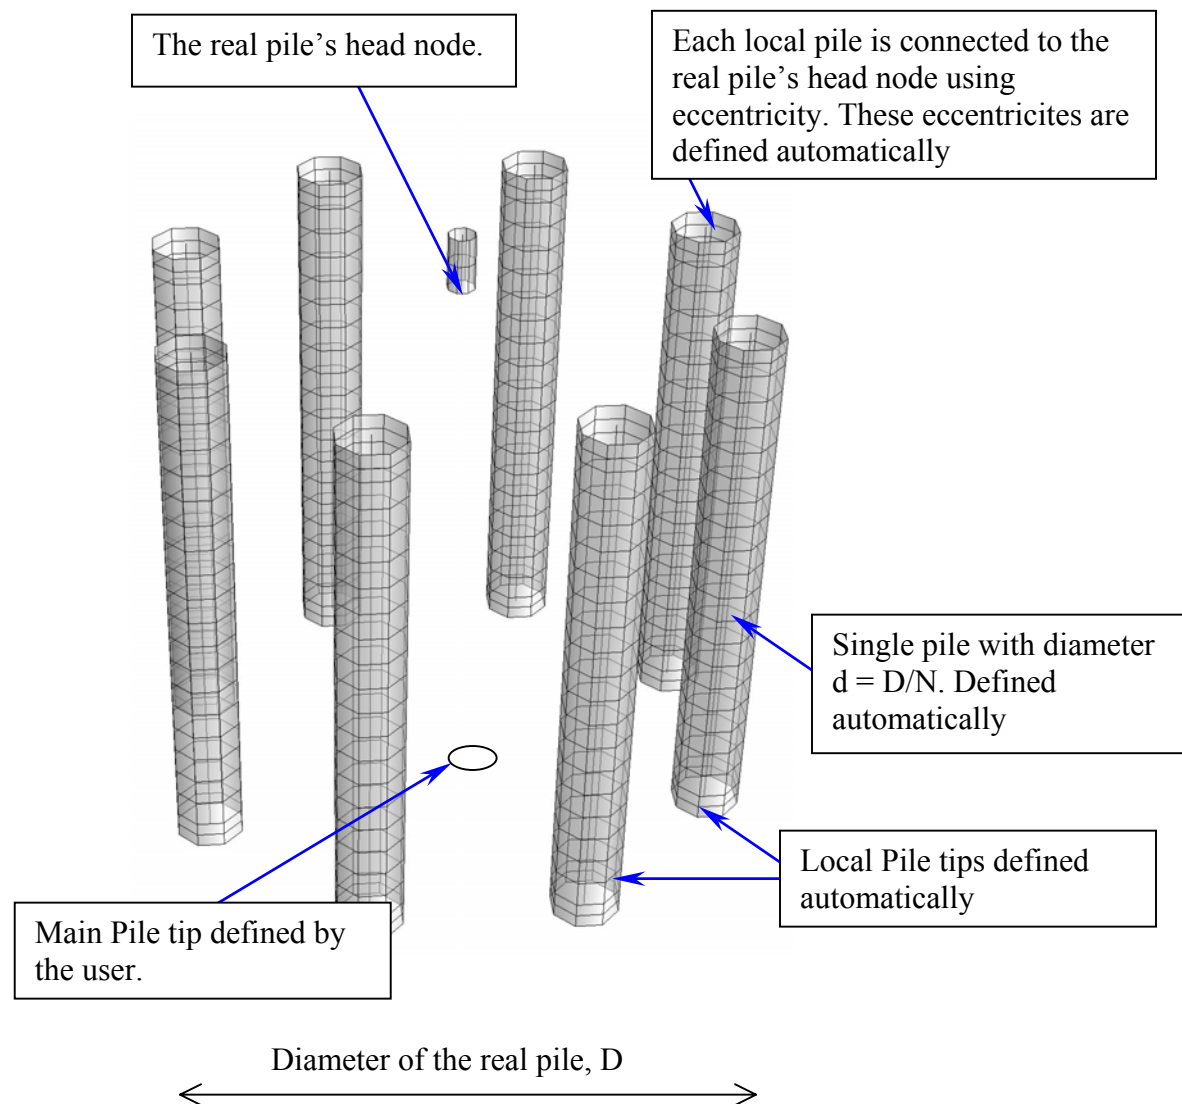 The real pile’s head node.
Each local pile is connected to the
real pile’s head node using
eccentricity. These eccentricites are
defined automatically
Single pile with diameter
d = D/N. Defined
automatically
Local Pile tips defined
automatically
Main Pile tip defined by
the user.
Diameter of the real pile, D